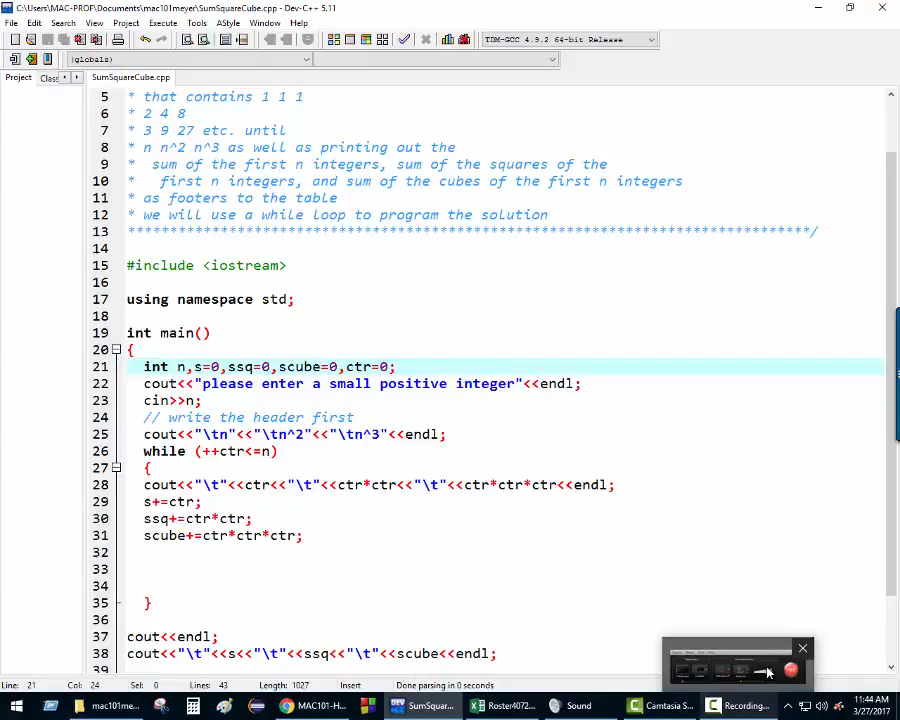 C:\Users\MAC-PROF\Documents\mac101meyer\SumSquareCube.cpp - Dev-C++ 5.11
File Edit Search View Project Execute Tools AStyle Window Help
TDM-GCC 4.9.2 64-bit Release
(globals)
Project Class SumSquareCube.cpp
5 * that contains 1 1 1
6 * 2 4 8
7 * 3 9 27 etc. until
8 * n n^2 n^3 as well as printing out the
9 * sum of the first n integers, sum of the squares of the
10 * first n integers, and sum of the cubes of the first n integers
11 * as footers to the table
12 * we will use a while loop to program the solution
13 *********************************************************************************/
14
15 #include <iostream>
16
17 using namespace std;
18
19 int main()
20 {
21 int n,s=0,ssq=0,scube=0,ctr=0;
22 cout<<"please enter a small positive integer"<<endl;
23 cin>>n;
24 // write the header first
25 cout<<"\tn"<<"\tn^2"<<"\tn^3"<<endl;
26 while (++ctr<=n)
27 {
28 cout<<"\t"<<ctr<<"\t"<<ctr*ctr<<"\t"<<ctr*ctr*ctr<<endl;
29 s+=ctr;
30 ssq+=ctr*ctr;
31 scube+=ctr*ctr*ctr;
32
33
34
35 }
36
37 cout<<endl;
38 cout<<"\t"<<s<<"\t"<<ssq<<"\t"<<scube<<endl;
39
Line: 21 Col: 24 Sel: 0 Lines: 43 Length: 1027 Insert Done parsing in 0 seconds
mac101me... MAC101-H... SumSquar... Roster4072... Sound Camtasia S... Recording... 11:44 AM
3/27/2017